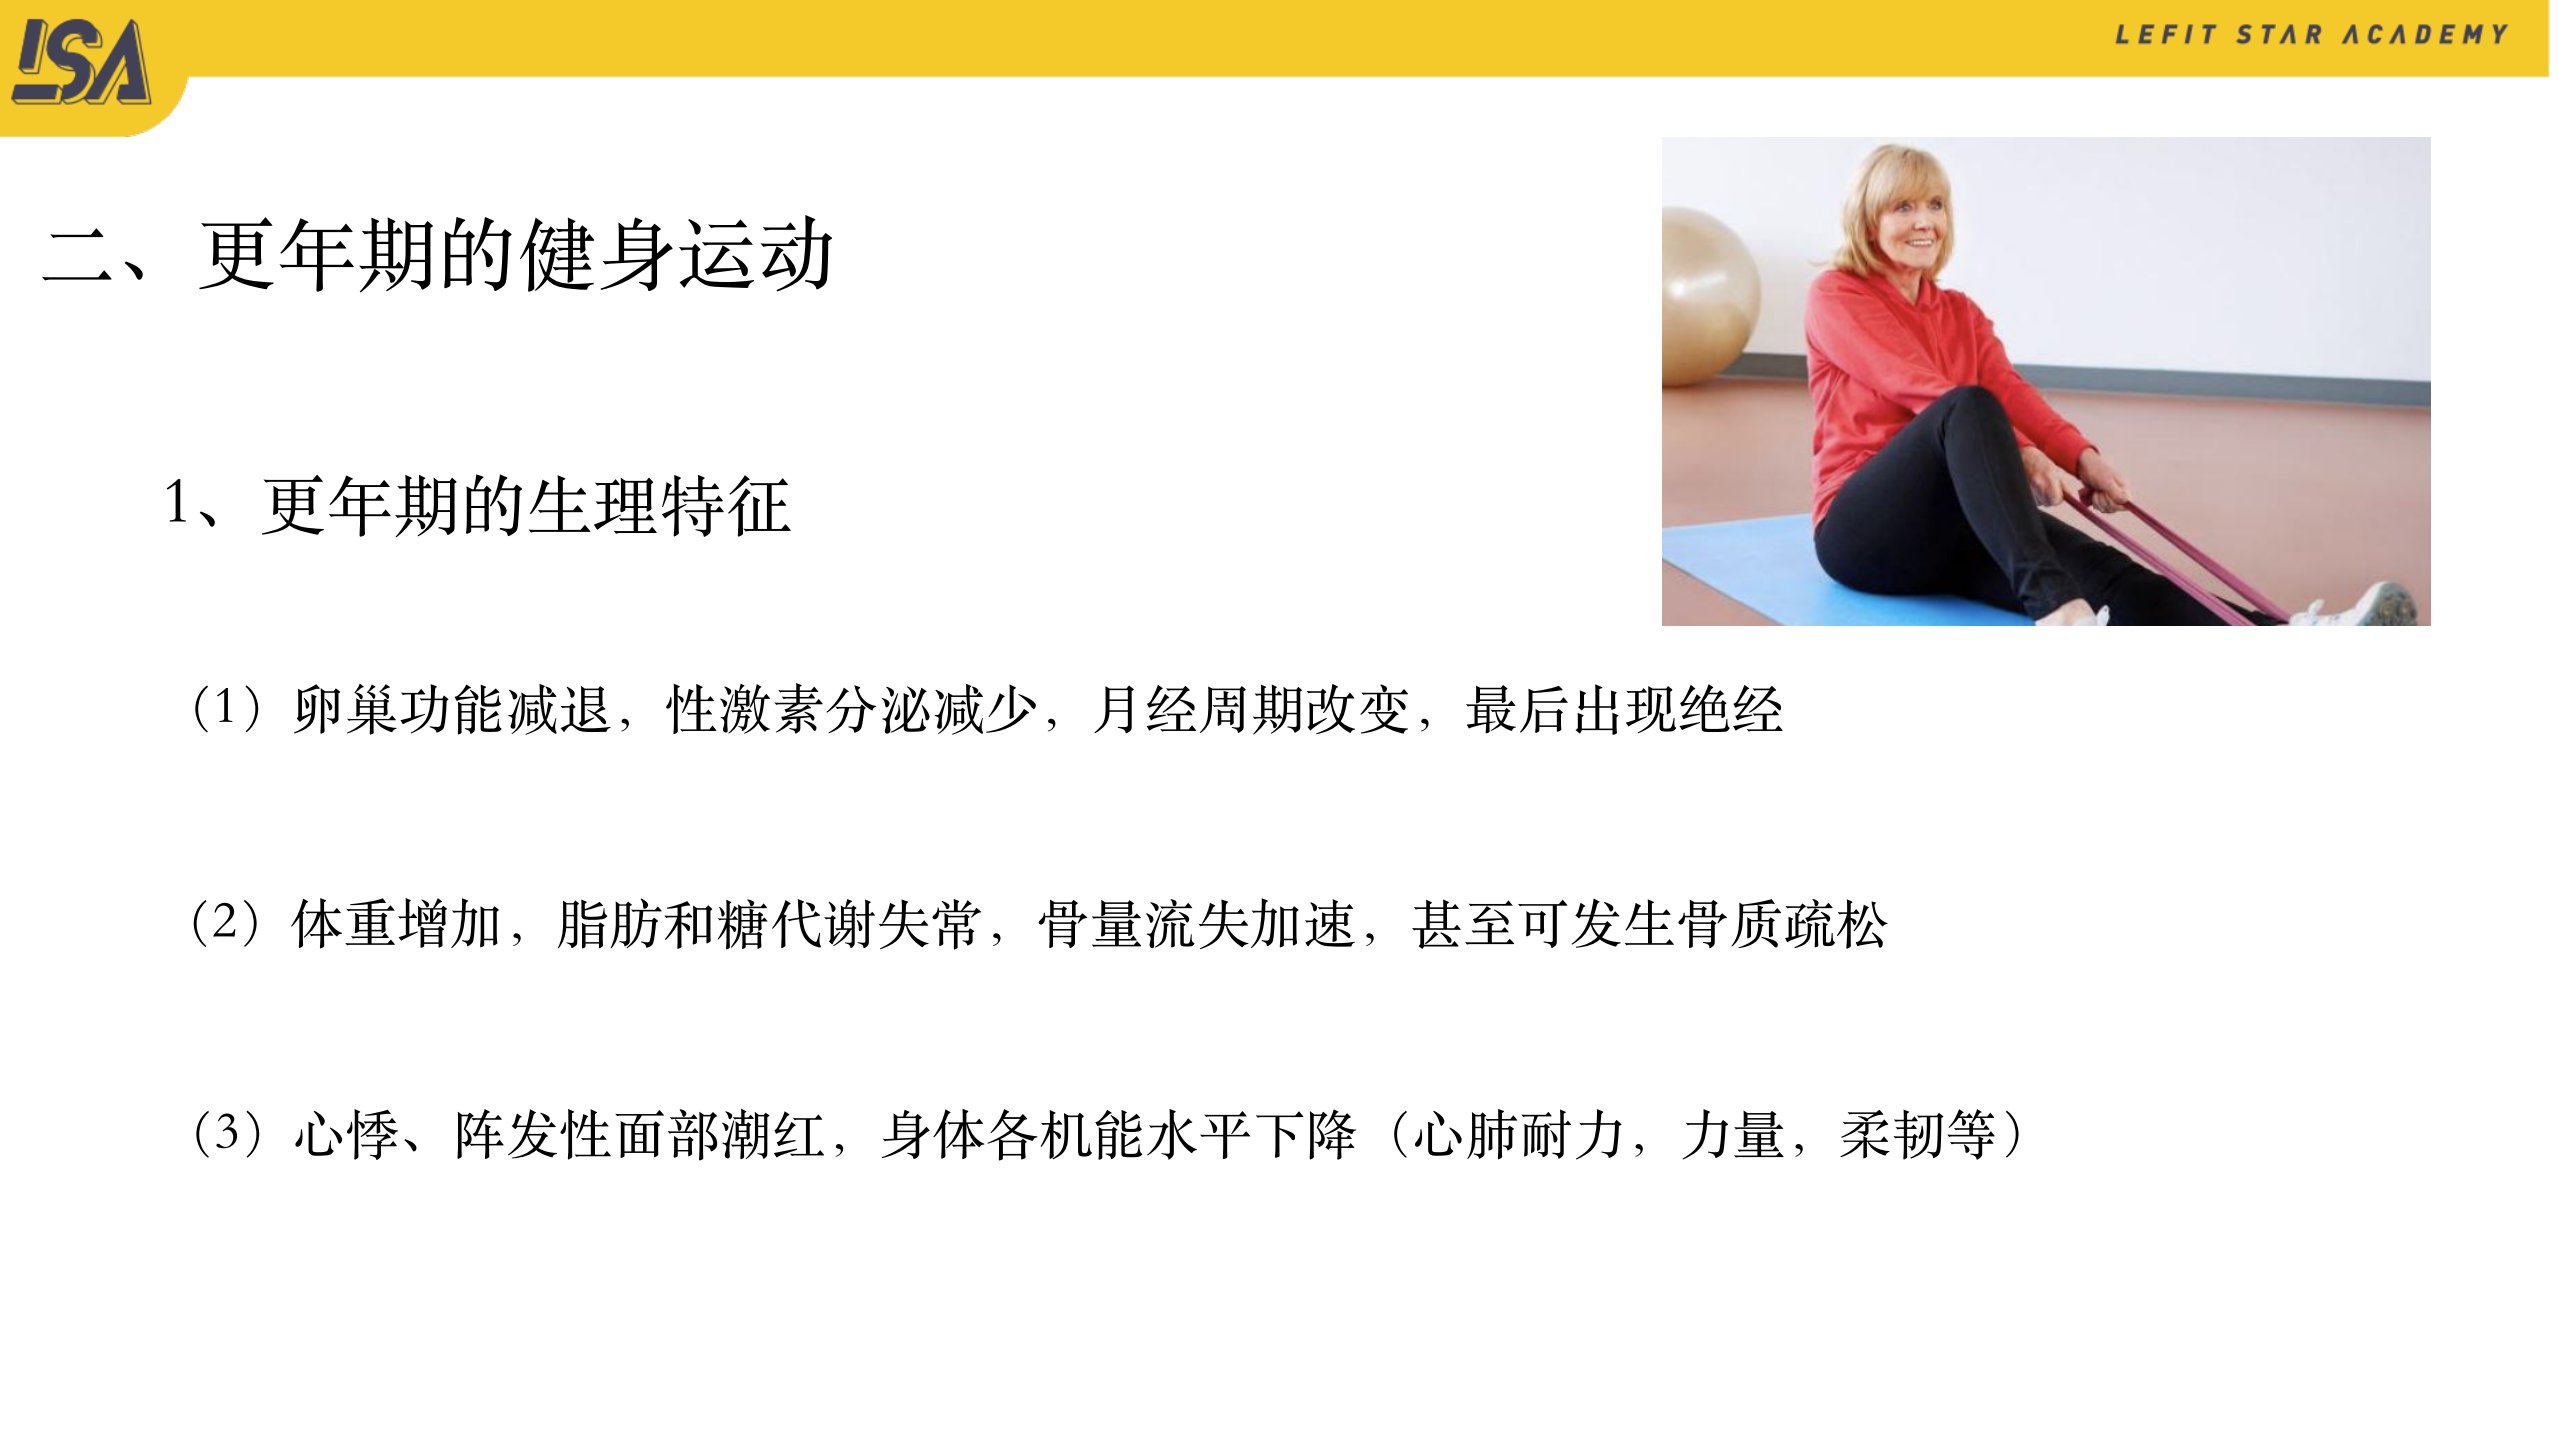 LSA
LEFIT STAR ACADEMY
二、更年期的健身运动
1、更年期的生理特征
（1）卵巢功能减退，性激素分泌减少，月经周期改变，最后出现绝经
（2）体重增加，脂肪和糖代谢失常，骨量流失加速，甚至可发生骨质疏松
（3）心悸、阵发性面部潮红，身体各机能水平下降（心肺耐力，力量，柔韧等）